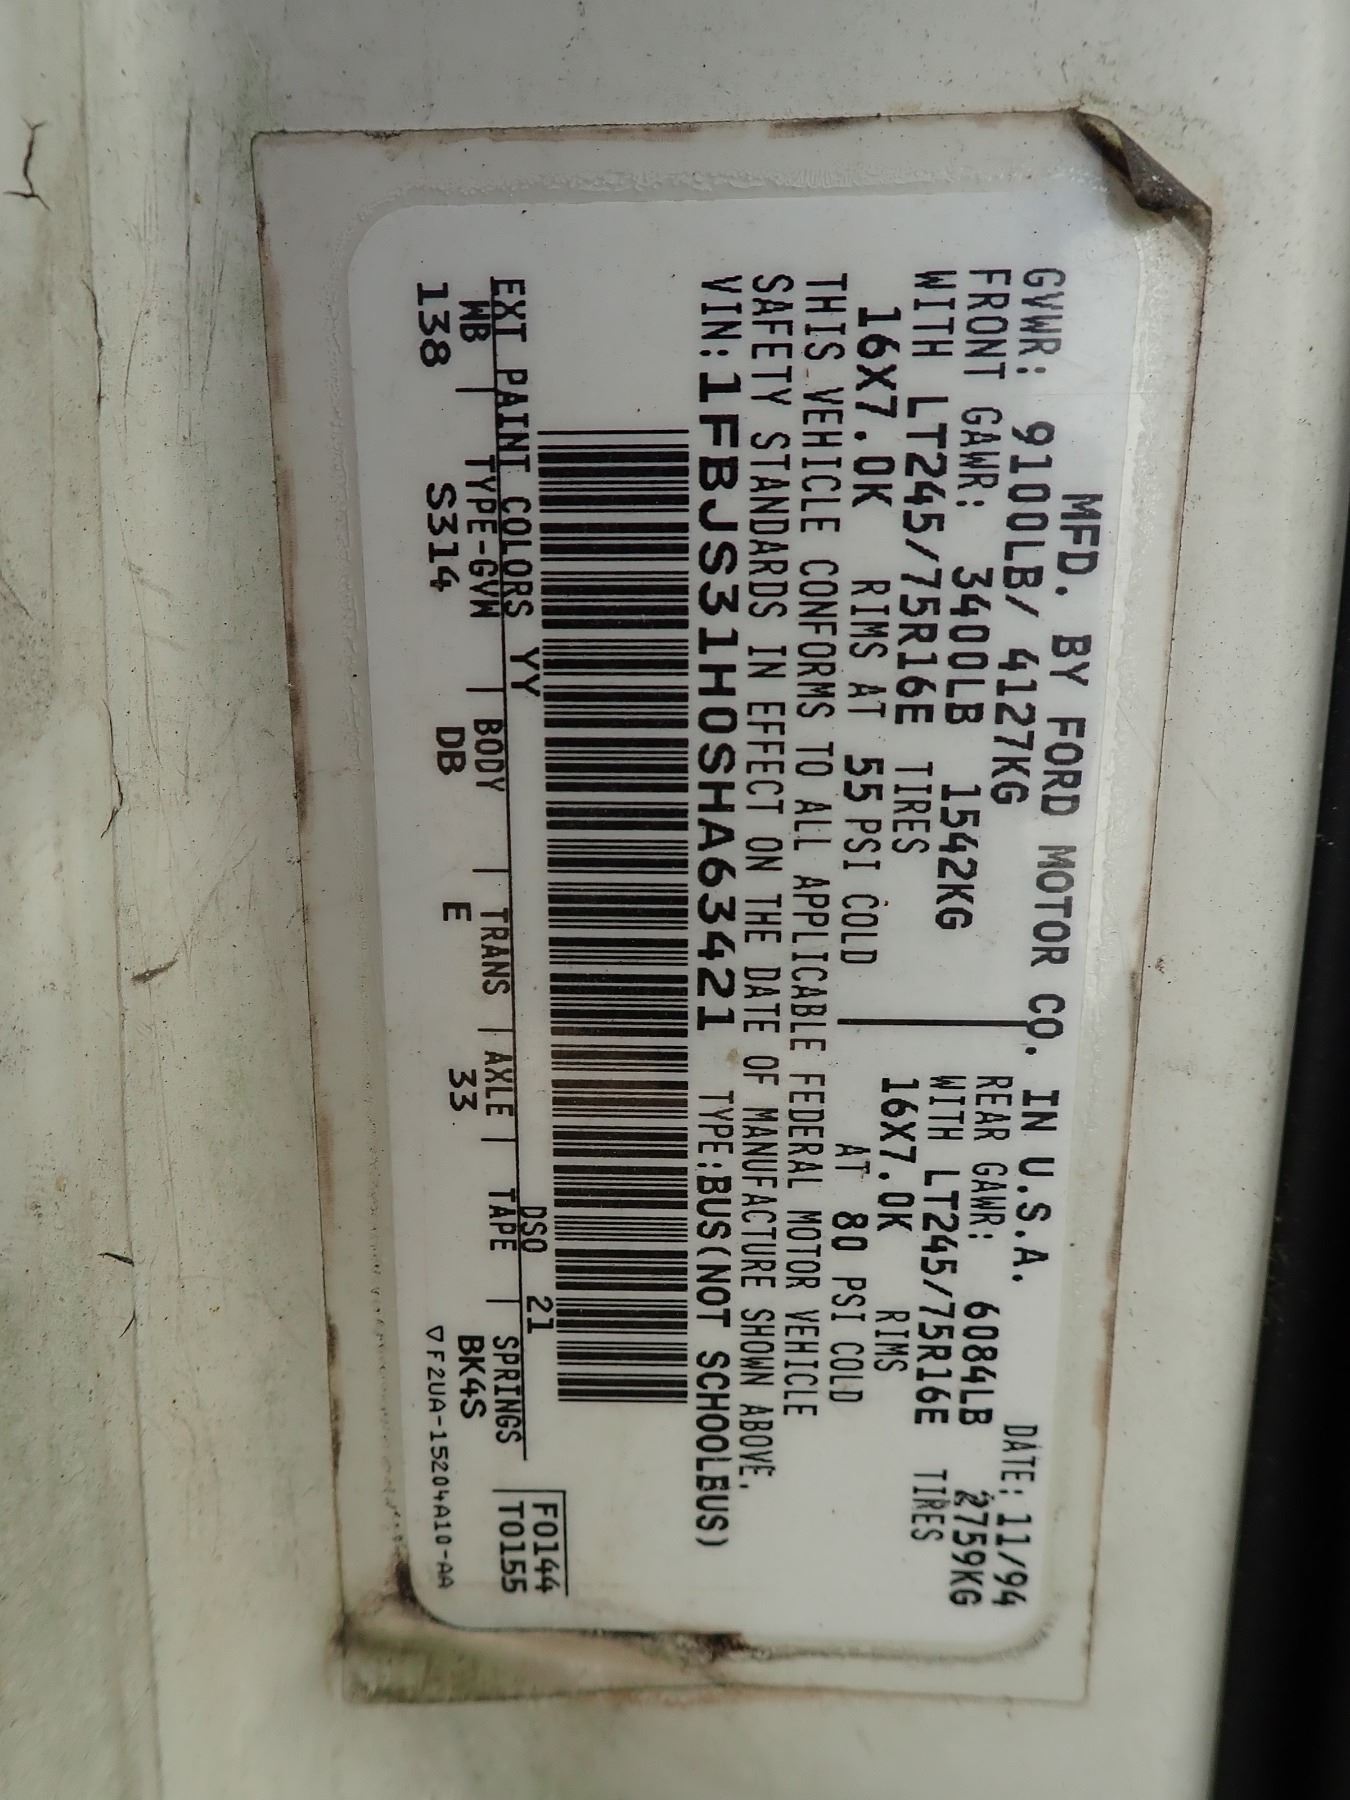 MFD. BY FORD MOTOR CO. IN U.S.A.
DATE: 11/94
GVWR: 9100LB/ 4127KG
FRONT GAWR: 3400LB 1542KG
WITH LT245/75R16E TIRES
16X7.0K RIMS AT 55 PSI COLD
REAR GAWR: 6084LB 2759KG
WITH LT245/75R16E TIRES
16X7.0K RIMS
AT 80 PSI COLD
THIS VEHICLE CONFORMS TO ALL APPLICABLE FEDERAL MOTOR VEHICLE
SAFETY STANDARDS IN EFFECT ON THE DATE OF MANUFACTURE SHOWN ABOVE.
VIN: 1FBJS31H0SHA63421 TYPE: BUS(NOT SCHOOLBUS)
F0144
T0155
EXT PAINT COLORS YY DSO 21
WB | TYPE-GVM | BODY | TRANS | AXLE | TAPE | SPRINGS
138 S314 DB E 33 BK4S
▽F2UA-15204A10-AA